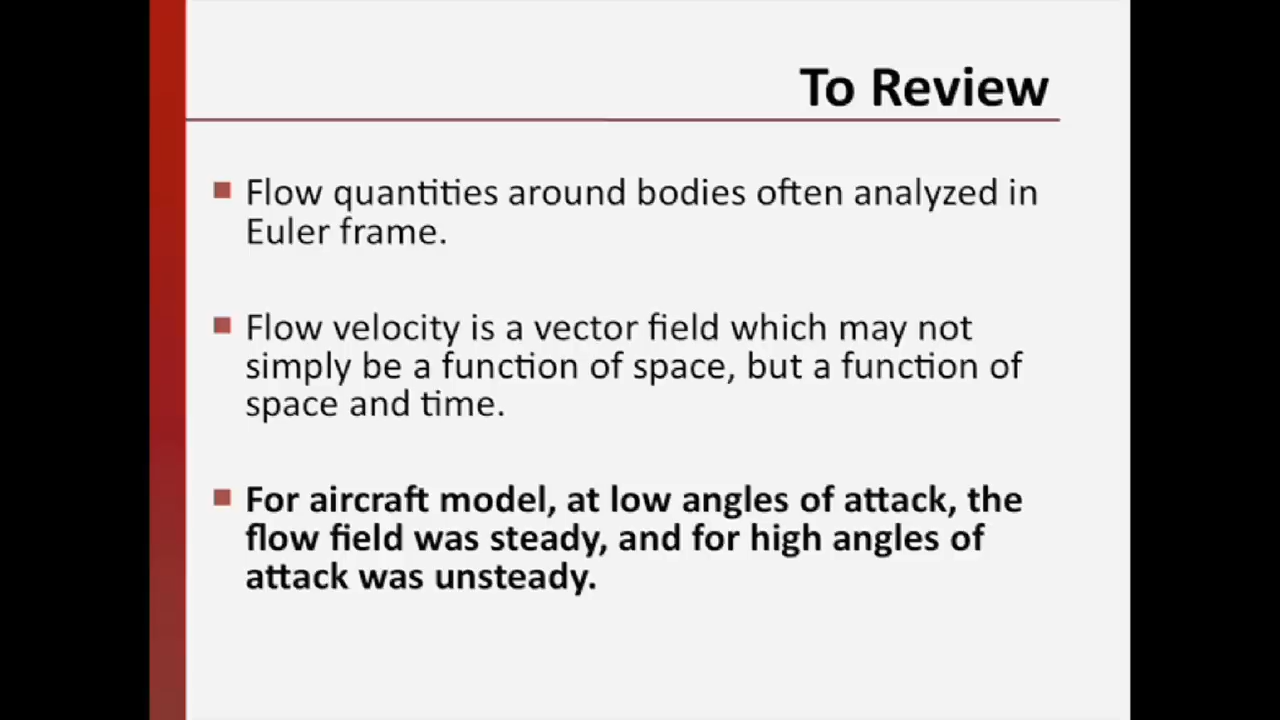 To Review
Flow quantities around bodies often analyzed in
Euler frame.
Flow velocity is a vector field which may not
simply be a function of space, but a function of
space and time.
For aircraft model, at low angles of attack, the
flow field was steady, and for high angles of
attack was unsteady.